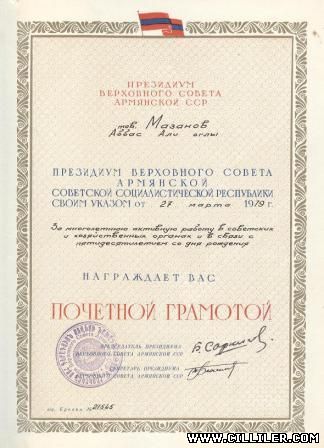 ПРЕЗИДИУМ
ВЕРХОВНОГО СОВЕТА
АРМЯНСКОЙ ССР
тов. Мазанов
Аббас Али оглы
ПРЕЗИДИУМ ВЕРХОВНОГО СОВЕТА
АРМЯНСКОЙ
СОВЕТСКОЙ СОЦИАЛИСТИЧЕСКОЙ РЕСПУБЛИКИ
СВОИМ УКАЗОМ от 27 марта 1979 г.
За многолетнюю активную работу в советских
и хозяйственных органах и в связи с
пятидесятилетием со дня рождения
НАГРАЖДАЕТ ВАС
ПОЧЕТНОЙ ГРАМОТОЙ
ПРЕДСЕДАТЕЛЬ ПРЕЗИДИУМА
ВЕРХОВНОГО СОВЕТА АРМЯНСКОЙ ССР
СЕКРЕТАРЬ ПРЕЗИДИУМА
ВЕРХОВНОГО СОВЕТА АРМЯНСКОЙ ССР
Ереван №
WWW.CILLILER.COM